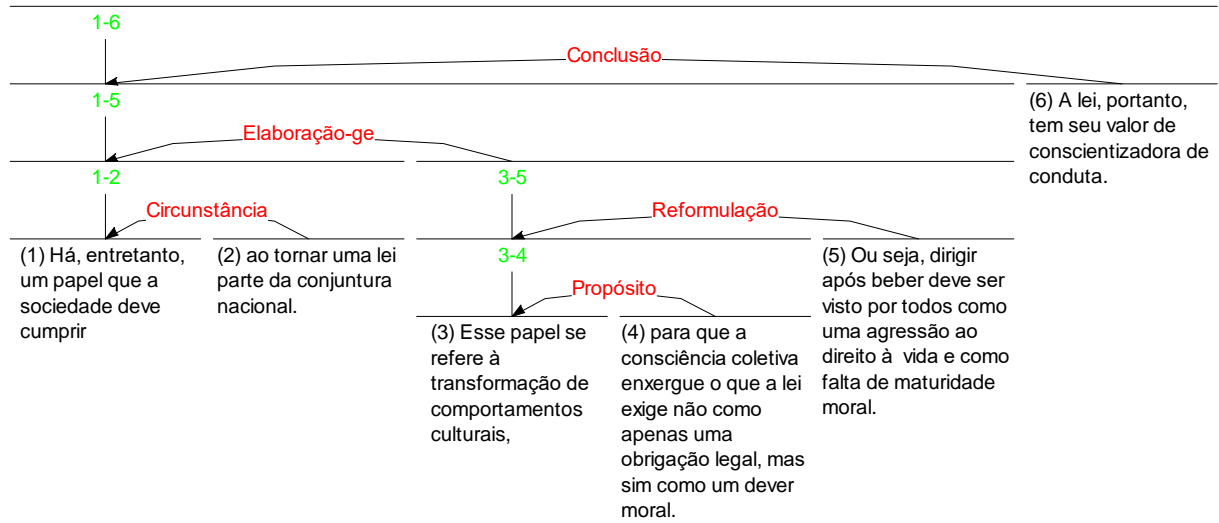 1-6
Conclusão
1-5
Elaboração-ge
1-2
3-5
Circunstância
Reformulação
3-4
Propósito
(1) Há, entretanto,
um papel que a
sociedade deve
cumprir
(2) ao tornar uma lei
parte da conjuntura
nacional.
(3) Esse papel se
refere à
transformação de
comportamentos
culturais,
(4) para que a
consciência coletiva
enxergue o que a lei
exige não como
apenas uma
obrigação legal, mas
sim como um dever
moral.
(5) Ou seja, dirigir
após beber deve ser
visto por todos como
uma agressão ao
direito à vida e como
falta de maturidade
moral.
(6) A lei, portanto,
tem seu valor de
conscientizadora de
conduta.